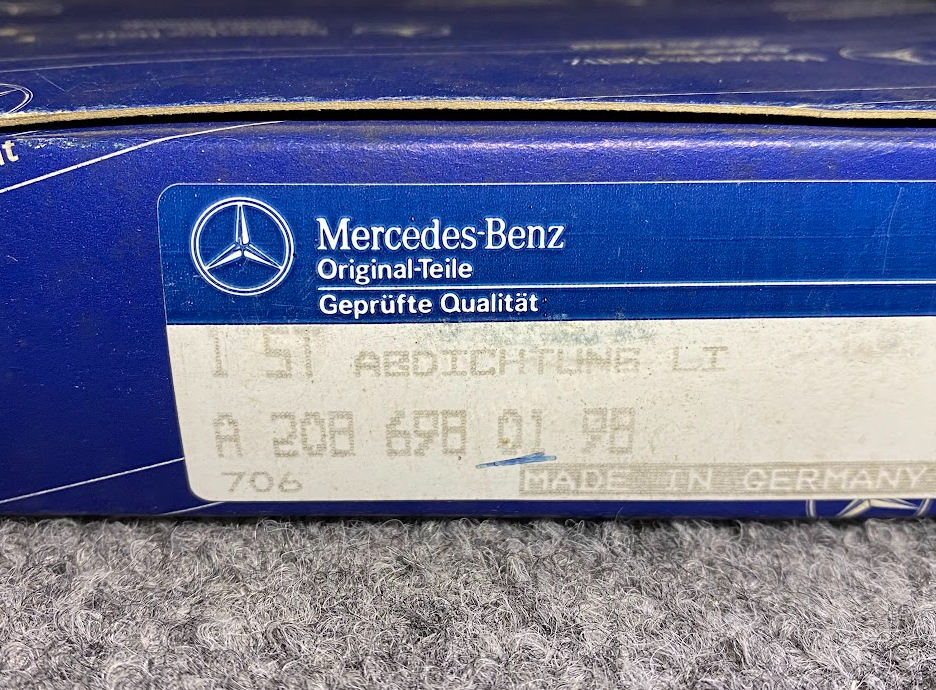 Mercedes-Benz
Original-Teile
Geprüfte Qualität
1 ST ABDICHTUNG LI
A 208 698 01 98
706
MADE IN GERMANY